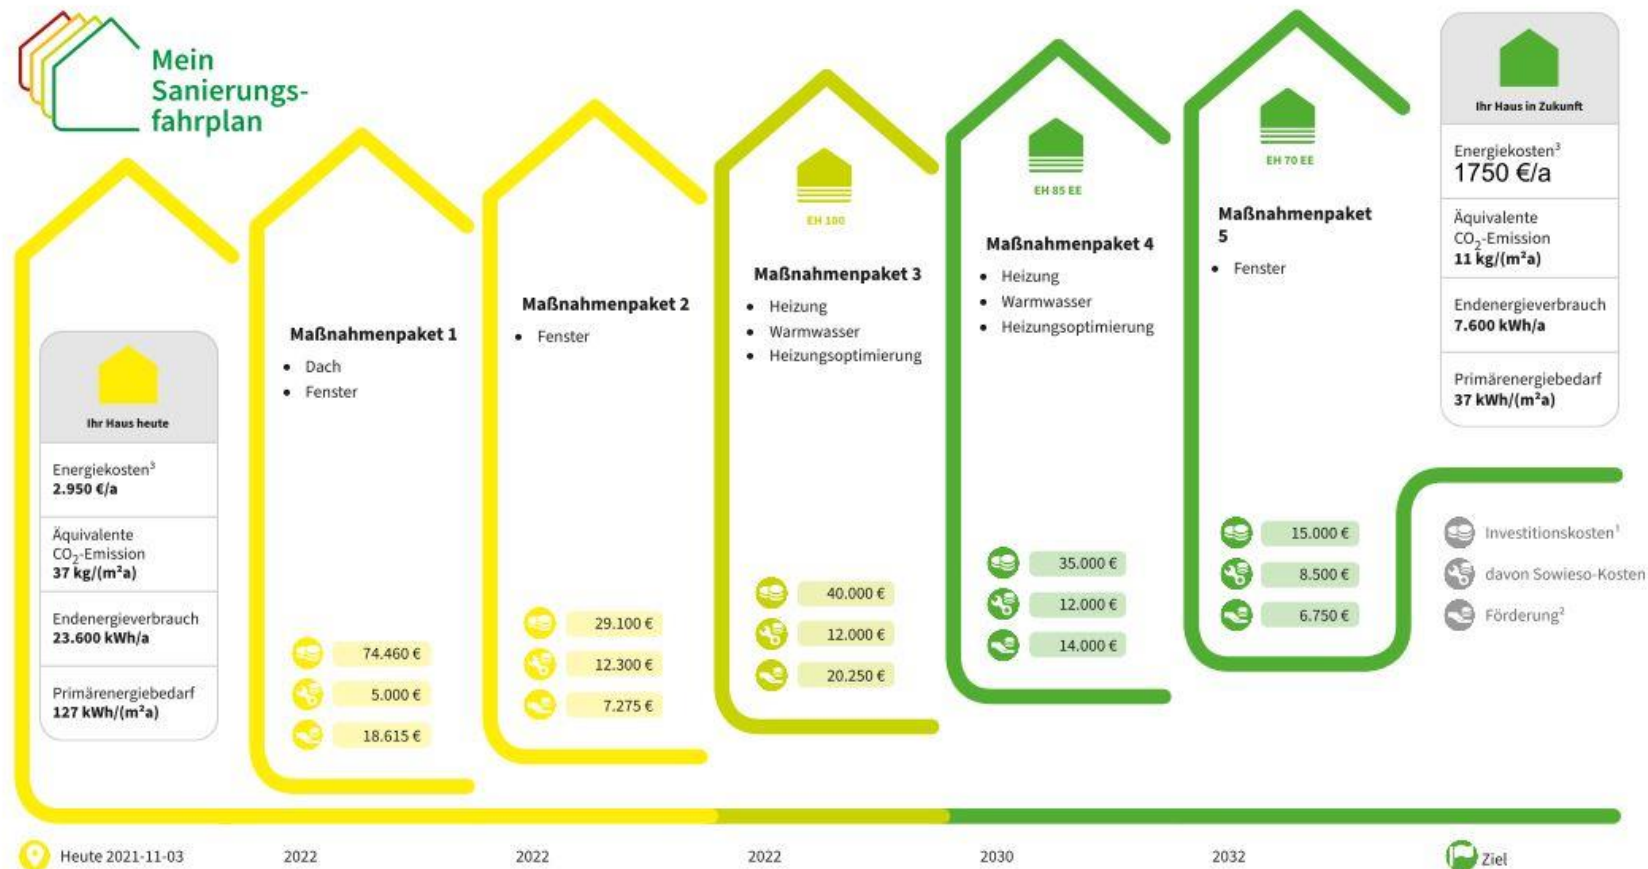 Mein
Sanierungs-
fahrplan
Ihr Haus heute
Energiekosten³
2.950 €/a
Äquivalente
CO₂-Emission
37 kg/(m²a)
Endenergieverbrauch
23.600 kWh/a
Primärenergiebedarf
127 kWh/(m²a)
Maßnahmenpaket 1
• Dach
• Fenster
74.460 €
5.000 €
18.615 €
Maßnahmenpaket 2
• Fenster
29.100 €
12.300 €
7.275 €
EH 100
Maßnahmenpaket 3
• Heizung
• Warmwasser
• Heizungsoptimierung
40.000 €
12.000 €
20.250 €
EH 85 EE
Maßnahmenpaket 4
• Heizung
• Warmwasser
• Heizungsoptimierung
35.000 €
12.000 €
14.000 €
EH 70 EE
Maßnahmenpaket
5
• Fenster
15.000 €
8.500 €
6.750 €
Ihr Haus in Zukunft
Energiekosten³
1750 €/a
Äquivalente
CO₂-Emission
11 kg/(m²a)
Endenergieverbrauch
7.600 kWh/a
Primärenergiebedarf
37 kWh/(m²a)
Investitionskosten¹
davon Sowieso-Kosten
Förderung²
Heute 2021-11-03
2022
2022
2022
2030
2032
Ziel